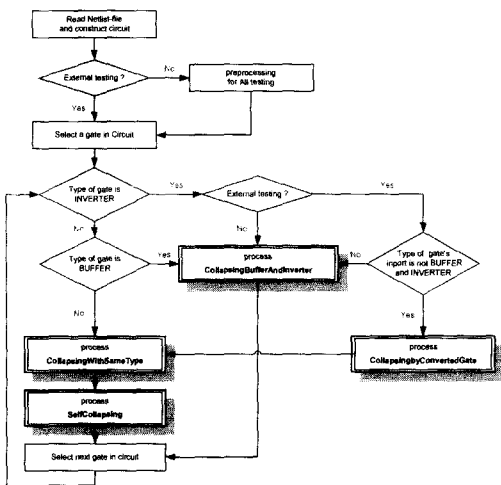 Read Netlist-file
and construct circuit
External testing ?
No
preprocessing
for All testing
Yes
Select a gate in Circuit
Type of gate is
INVERTER
Yes
External testing ?
Yes
No
No
Type of gate is
BUFFER
Yes
process
CollapsingBufferAndInverter
No
Type of gate's
inport is not BUFFER
and INVERTER
No
Yes
process
CollapsingWithSameType
process
CollapsingbyConvertedGate
process
SelfCollapsing
Select next gate in circuit